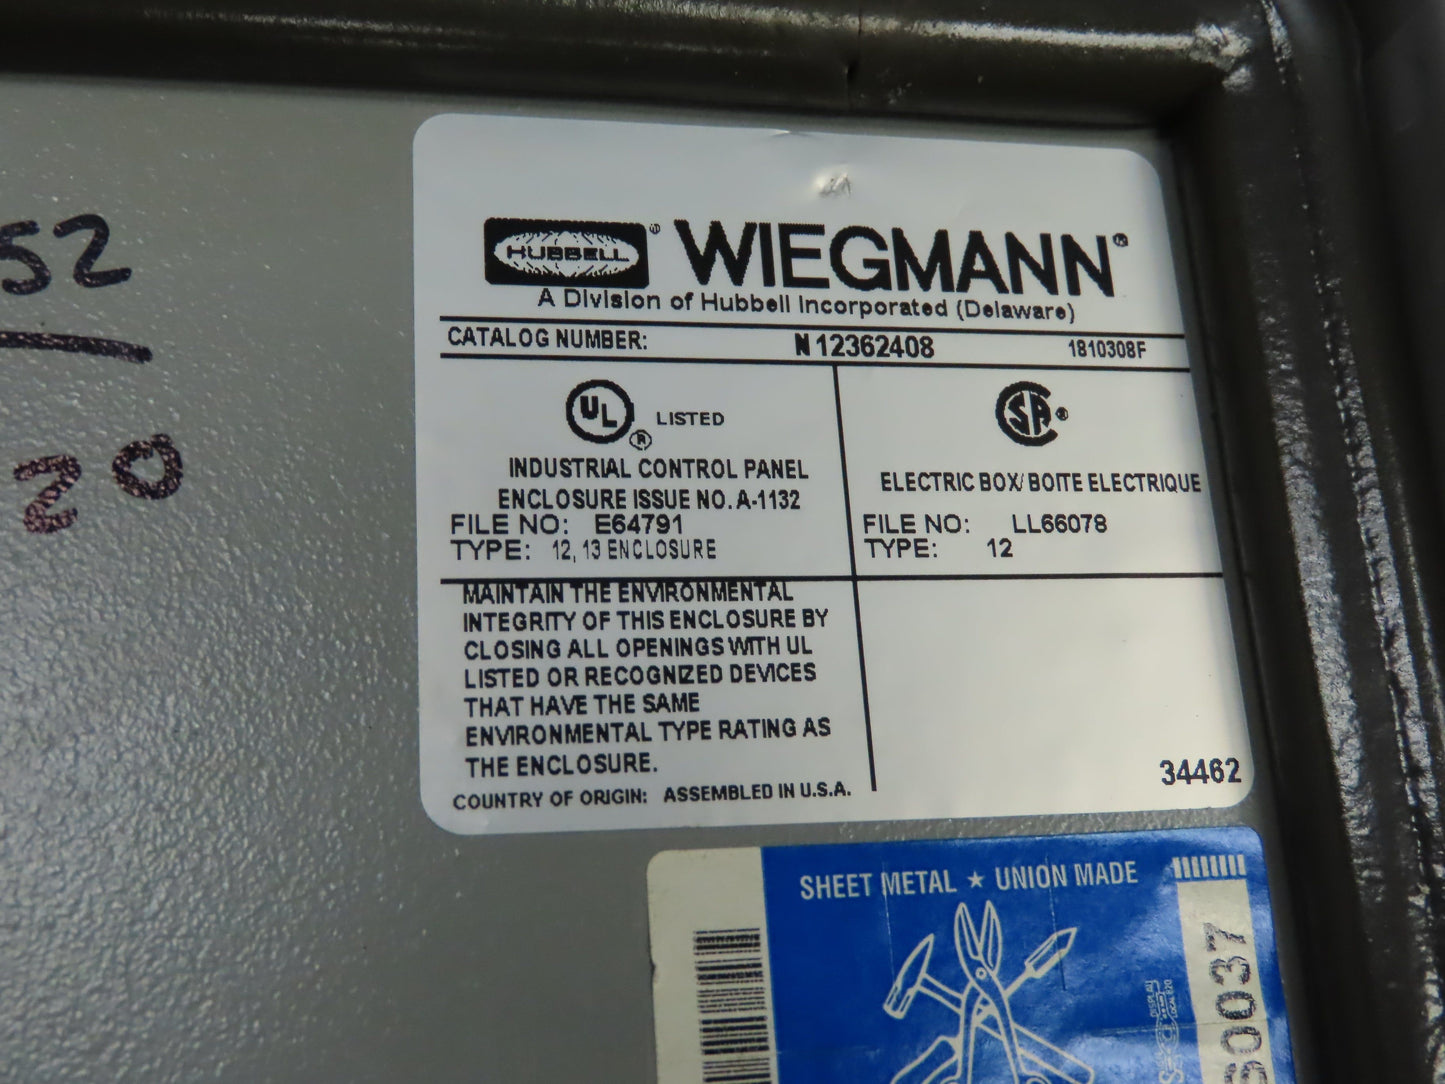 52
20
HUBBELL ® WIEGMANN ®
A Division of Hubbell Incorporated (Delaware)
CATALOG NUMBER: N12362408 1810308F
UL ® LISTED
INDUSTRIAL CONTROL PANEL
ENCLOSURE ISSUE NO. A-1132
FILE NO: E64791
TYPE: 12, 13 ENCLOSURE
SA ®
ELECTRIC BOX/BOITE ELECTRIQUE
FILE NO: LL66078
TYPE: 12
MAINTAIN THE ENVIRONMENTAL
INTEGRITY OF THIS ENCLOSURE BY
CLOSING ALL OPENINGS WITH UL
LISTED OR RECOGNIZED DEVICES
THAT HAVE THE SAME
ENVIRONMENTAL TYPE RATING AS
THE ENCLOSURE.
COUNTRY OF ORIGIN: ASSEMBLED IN U.S.A.
34462
SHEET METAL ★ UNION MADE
0037